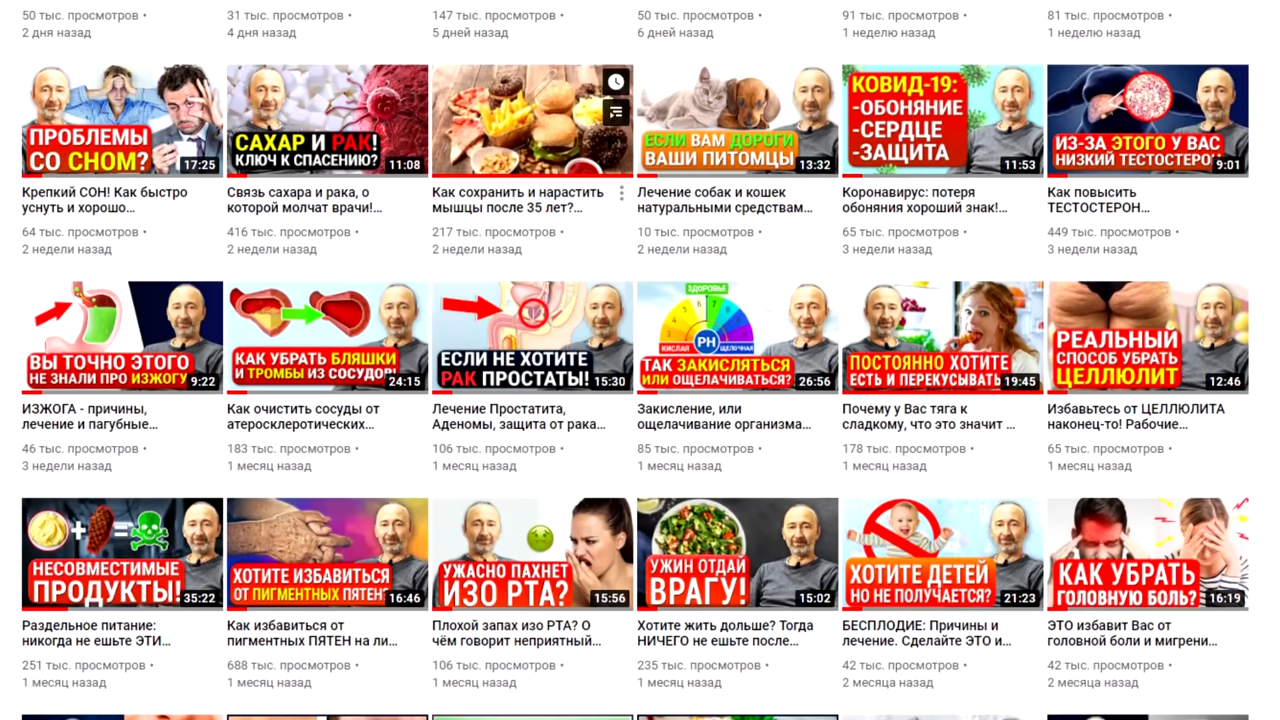 50 тыс. просмотров •
2 дня назад
31 тыс. просмотров •
4 дня назад
147 тыс. просмотров •
5 дней назад
50 тыс. просмотров •
6 дней назад
91 тыс. просмотров •
1 неделю назад
81 тыс. просмотров •
1 неделю назад
ПРОБЛЕМЫ
СО СНОМ?
17:25
Крепкий СОН! Как быстро
уснуть и хорошо...
64 тыс. просмотров •
2 недели назад
САХАР И РАК!
КЛЮЧ К СПАСЕНИЮ?
11:08
Связь сахара и рака, о
которой молчат врачи!...
416 тыс. просмотров •
2 недели назад
Как сохранить и нарастить
мышцы после 35 лет?...
217 тыс. просмотров •
2 недели назад
ЕСЛИ ВАМ ДОРОГИ
ВАШИ ПИТОМЦЫ
13:32
Лечение собак и кошек
натуральными средствам...
10 тыс. просмотров •
2 недели назад
КОВИД-19:
-ОБОНЯНИЕ
-СЕРДЦЕ
-ЗАЩИТА
11:53
Коронавирус: потеря
обоняния хороший знак!...
65 тыс. просмотров •
3 недели назад
ИЗ-ЗА ЭТОГО У ВАС
НИЗКИЙ ТЕСТОСТЕРОН
9:01
Как повысить
ТЕСТОСТЕРОН...
449 тыс. просмотров •
3 недели назад
ВЫ ТОЧНО ЭТОГО
НЕ ЗНАЛИ ПРО ИЗЖОГУ
9:22
ИЗЖОГА - причины,
лечение и пагубные...
46 тыс. просмотров •
3 недели назад
КАК УБРАТЬ БЛЯШКИ
И ТРОМБЫ ИЗ СОСУДОВ!
24:15
Как очистить сосуды от
атеросклеротических...
183 тыс. просмотров •
1 месяц назад
ЕСЛИ НЕ ХОТИТЕ
РАК ПРОСТАТЫ!
15:30
Лечение Простатита,
Аденомы, защита от рака...
106 тыс. просмотров •
1 месяц назад
ЗДОРОВЬЕ
4 5 6 7
PH
КИСЛАЯ ЩЕЛОЧНАЯ
ТАК ЗАКИСЛЯТЬСЯ
ИЛИ ОЩЕЛАЧИВАТЬСЯ?
26:56
Закисление, или
ощелачивание организма...
85 тыс. просмотров •
1 месяц назад
ПОСТОЯННО ХОТИТЕ
ЕСТЬ И ПЕРЕКУСЫВАТЬ
19:45
Почему у Вас тяга к
сладкому, что это значит ...
178 тыс. просмотров •
1 месяц назад
РЕАЛЬНЫЙ
СПОСОБ УБРАТЬ
ЦЕЛЛЮЛИТ
12:46
Избавьтесь от ЦЕЛЛЮЛИТА
наконец-то! Рабочие...
65 тыс. просмотров •
1 месяц назад
НЕСОВМЕСТИМЫЕ
ПРОДУКТЫ!
35:22
Раздельное питание:
никогда не ешьте ЭТИ...
251 тыс. просмотров •
1 месяц назад
ХОТИТЕ ИЗБАВИТЬСЯ
ОТ ПИГМЕНТНЫХ ПЯТЕН?
16:46
Как избавиться от
пигментных ПЯТЕН на ли...
688 тыс. просмотров •
1 месяц назад
УЖАСНО ПАХНЕТ
ИЗО РТА?
15:56
Плохой запах изо РТА? О
чём говорит неприятный...
106 тыс. просмотров •
1 месяц назад
УЖИН ОТДАЙ
ВРАГУ!
15:02
Хотите жить дольше? Тогда
НИЧЕГО не ешьте после...
235 тыс. просмотров •
1 месяц назад
ХОТИТЕ ДЕТЕЙ
НО НЕ ПОЛУЧАЕТСЯ?
21:23
БЕСПЛОДИЕ: Причины и
лечение. Сделайте ЭТО и...
42 тыс. просмотров •
2 месяца назад
КАК УБРАТЬ
ГОЛОВНУЮ БОЛЬ?
16:19
ЭТО избавит Вас от
головной боли и мигрени...
42 тыс. просмотров •
2 месяца назад